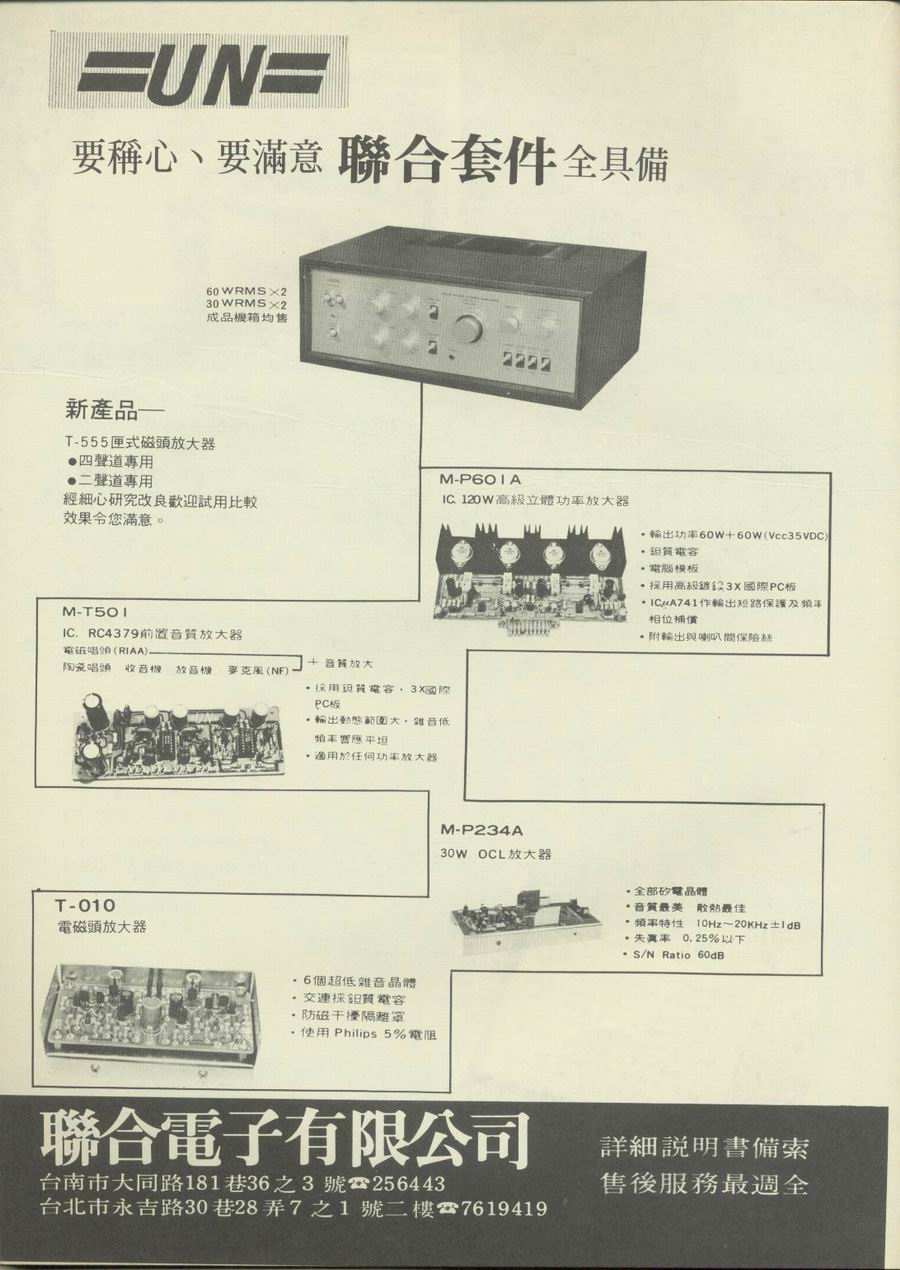 =UN=
要稱心、要滿意 聯合套件全具備
60WRMS×2
30WRMS×2
成品機箱均售
新產品—
T-555匣式磁頭放大器
●四聲道專用
●二聲道專用
經細心研究改良歡迎試用比較
效果令您滿意。
M-P601A
IC. 120W高級立體功率放大器
•輸出功率60W+60W(Vcc35VDC)
•鉭質電容
•電腦模板
•採用高級鍍 3X國際PC板
•ICμA741作輸出短路保護及頻率
相位補償
•附輸出與喇叭間保險絲
M-T501
IC. RC4379前置音質放大器
電磁唱頭(RIAA)
陶瓷唱頭 收音機 放音機 麥克風(NF)
+音質放大
•採用鉭質電容,3X國際
PC板
•輸出動態範圍大,雜音低
頻率響應平坦
•適用於任何功率放大器
M-P234A
30W OCL放大器
•全部矽電晶體
•音質最美 散熱最佳
•頻率特性 10Hz~20KHz±1dB
•失真率 0.25%以下
•S/N Ratio 60dB
T-010
電磁頭放大器
•6個超低雜音晶體
•交連採鉭質電容
•防磁干擾隔離罩
•使用Philips 5%電阻
聯合電子有限公司
台南市大同路181巷36之3號☎256443
台北市永吉路30巷28弄7之1號二樓☎7619419
詳細説明書備索
售後服務最週全